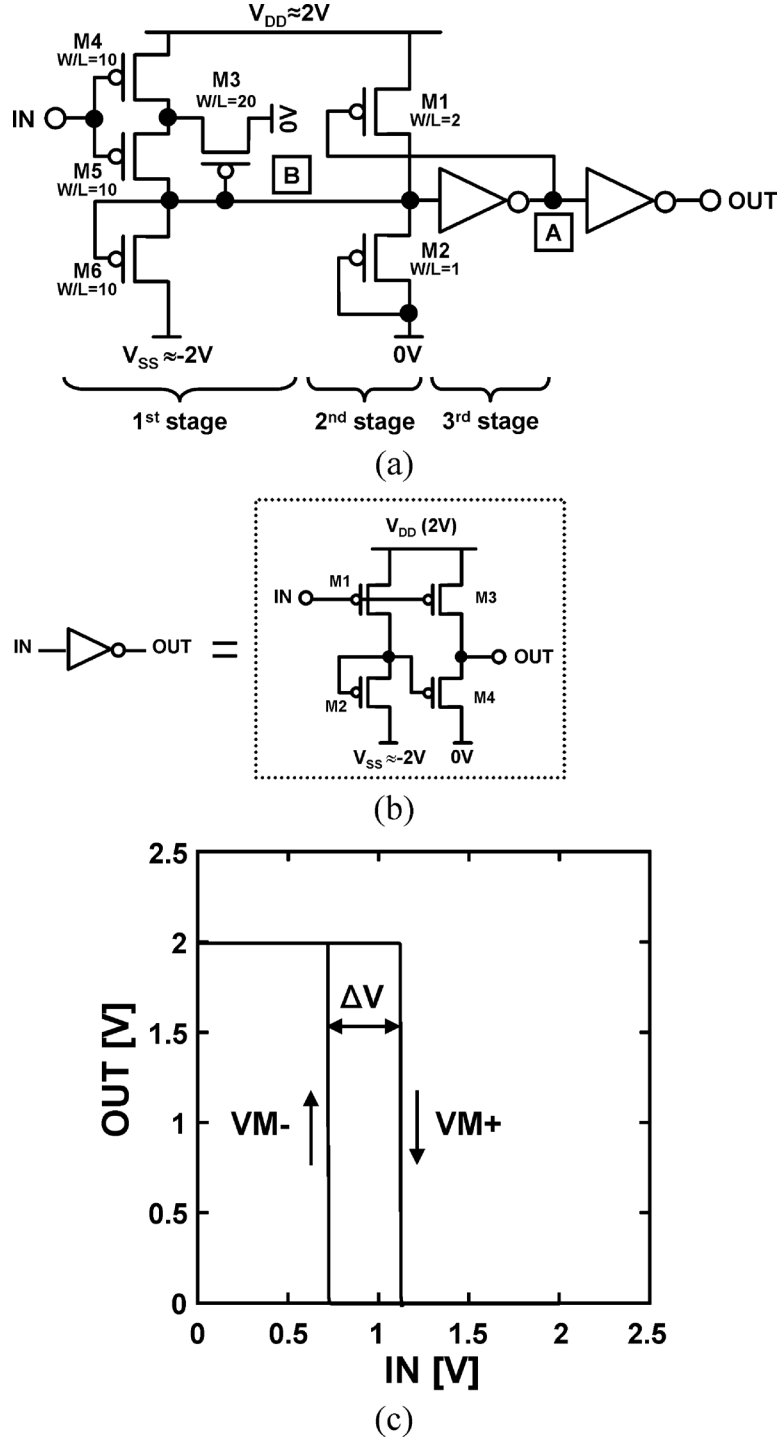 V_DD≈2V
M4
W/L=10
M3
W/L=20
0V
M1
W/L=2
IN
M5
W/L=10
B
A
OUT
M6
W/L=10
M2
W/L=1
V_SS≈-2V
0V
1st stage
2nd stage
3rd stage
(a)
V_DD (2V)
M1
IN
M3
IN
OUT
=
OUT
M2
M4
V_SS≈-2V
0V
(b)
2.5
2
ΔV
1.5
OUT [V]
VM-
VM+
1
0.5
0
0
0.5
1
1.5
2
2.5
IN [V]
(c)